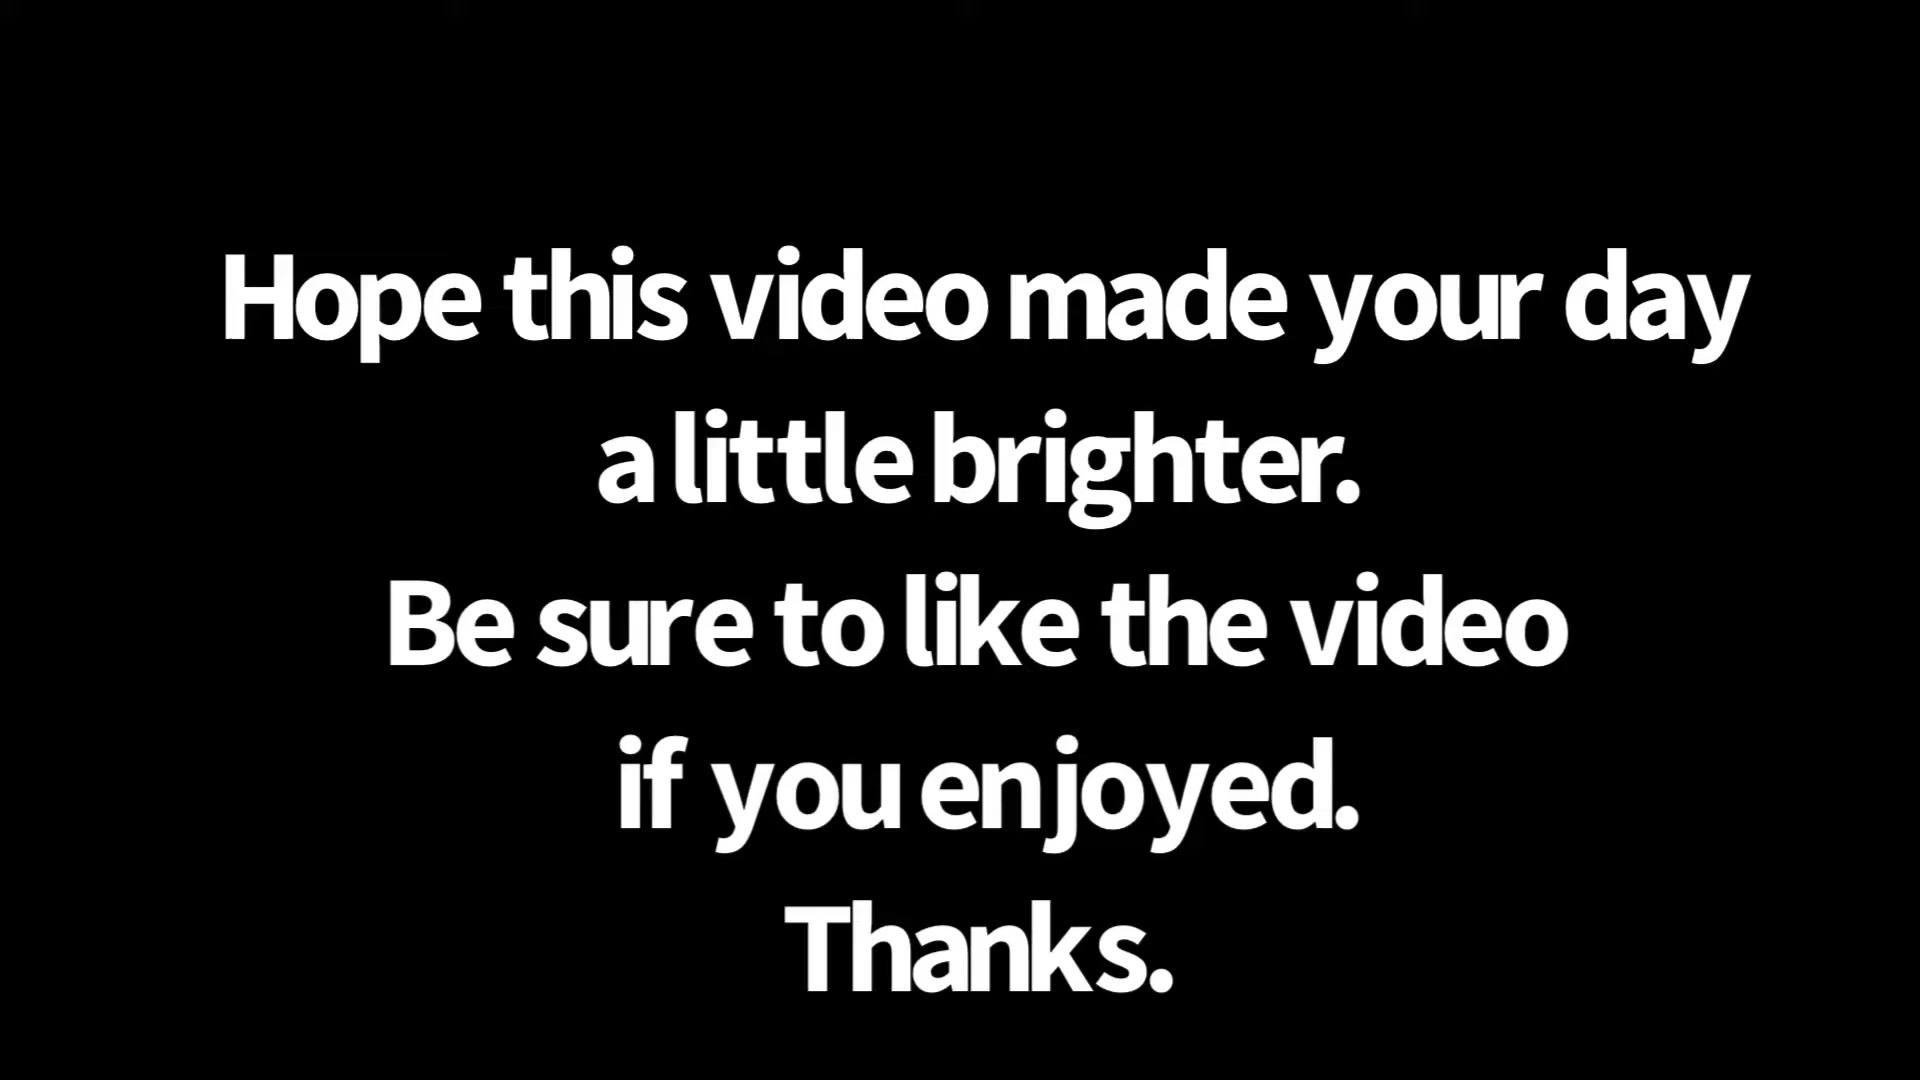 Hope this video made your day
a little brighter.
Be sure to like the video
if you enjoyed.
Thanks.